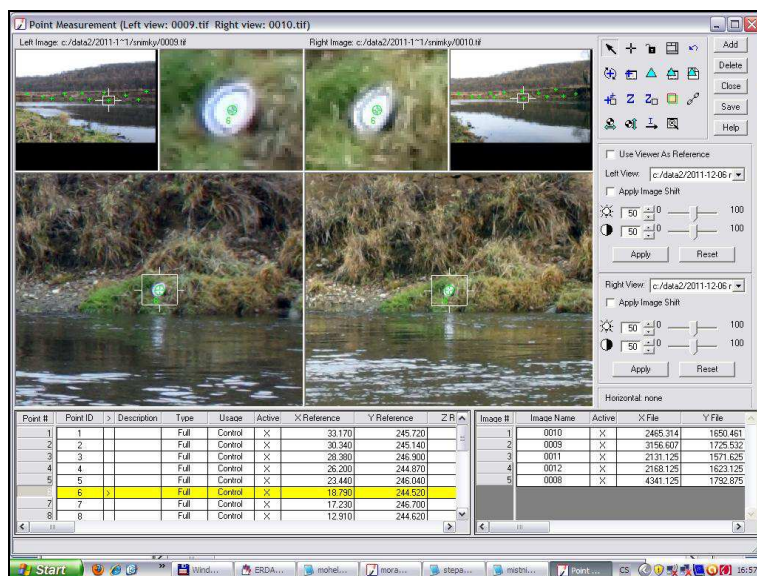 Point Measurement (Left view: 0009.tif Right view: 0010.tif)
Left Image: c:/data2/2011-1~1/snimky/0009.tif
Right Image: c:/data2/2011-1~1/snimky/0010.tif
6
6
Add
Delete
Close
Save
Help
Use Viewer As Reference
Left View: c:/data2/2011-12-06 r
Apply Image Shift
50 0 100
50 0 100
Apply Reset
Right View: c:/data2/2011-12-06 r
Apply Image Shift
50 0 100
50 0 100
Apply Reset
Horizontal: none
Point # Point ID > Description Type Usage Active X Reference Y Reference Z R
1 1 Full Control X 33.170 245.720
2 2 Full Control X 30.340 245.140
3 3 Full Control X 28.380 246.900
4 4 Full Control X 26.200 244.870
5 5 Full Control X 23.440 246.040
6 > Full Control X 18.790 244.520
7 7 Full Control X 17.230 246.700
8 8 Full Control X 12.910 244.620
Image # Image Name Active X File Y File
1 0010 X 2465.314 1650.461
2 0009 X 3156.607 1725.532
3 0011 X 2131.125 1571.625
4 0012 X 2168.125 1623.125
5 0008 X 4341.125 1792.875
Start » Wind... ERDA... mohel... mora... stepa... mistni... Point ... CS 16:57